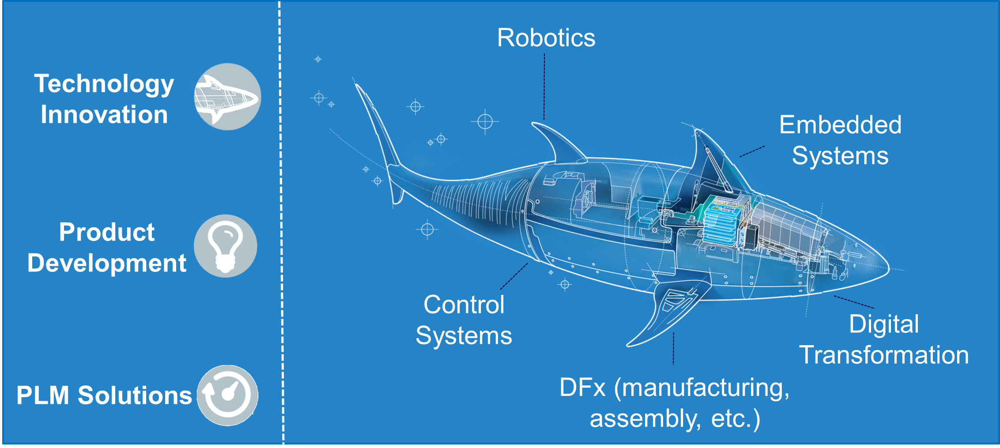 Technology
Innovation
Product
Development
PLM Solutions
Robotics
Embedded
Systems
Control
Systems
Digital
Transformation
DFx (manufacturing,
assembly, etc.)